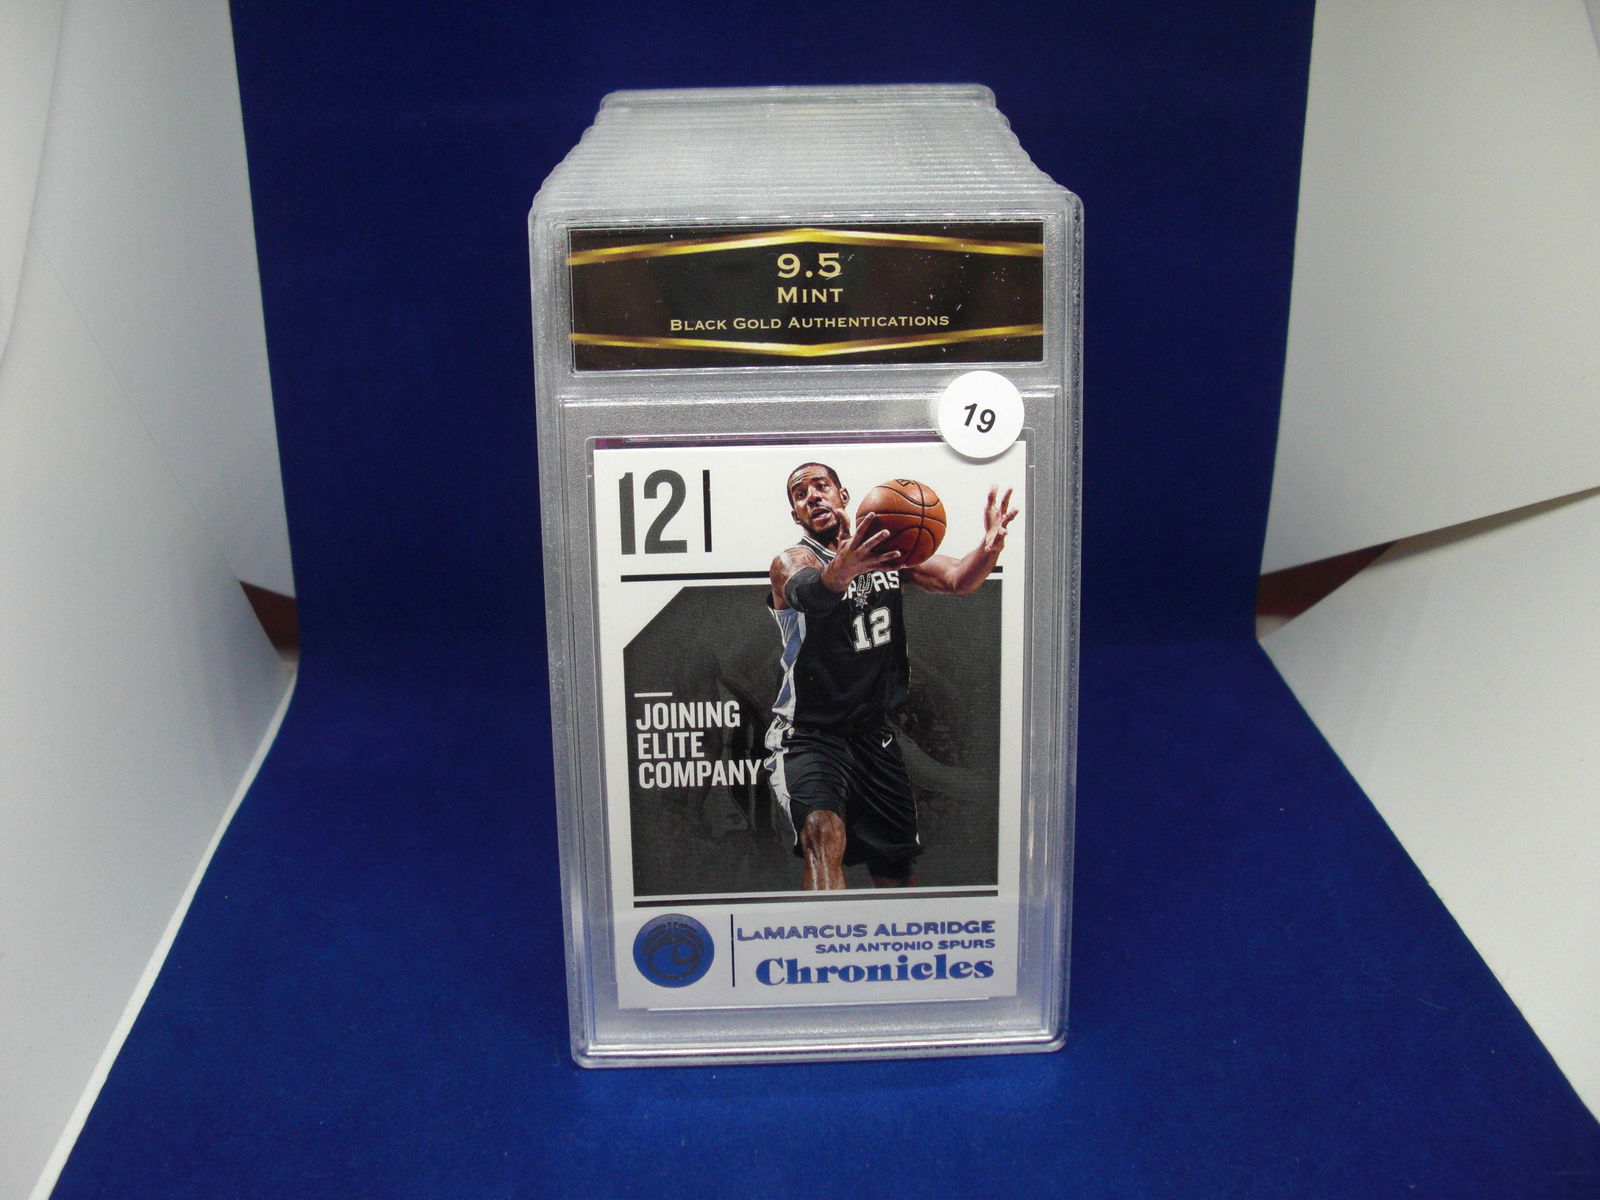 9.5
MINT
BLACK GOLD AUTHENTICATIONS
19
12
SPURS
12
JOINING
ELITE
COMPANY
LAMARCUS ALDRIDGE
SAN ANTONIO SPURS
Chronicles